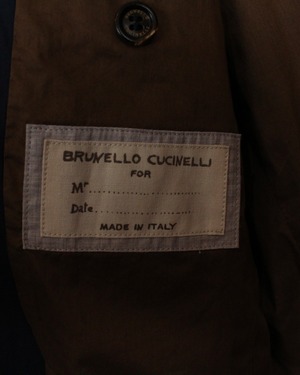 BRUNELLO CUCINELLI
FOR
Mr........................
Date......................
MADE IN ITALY